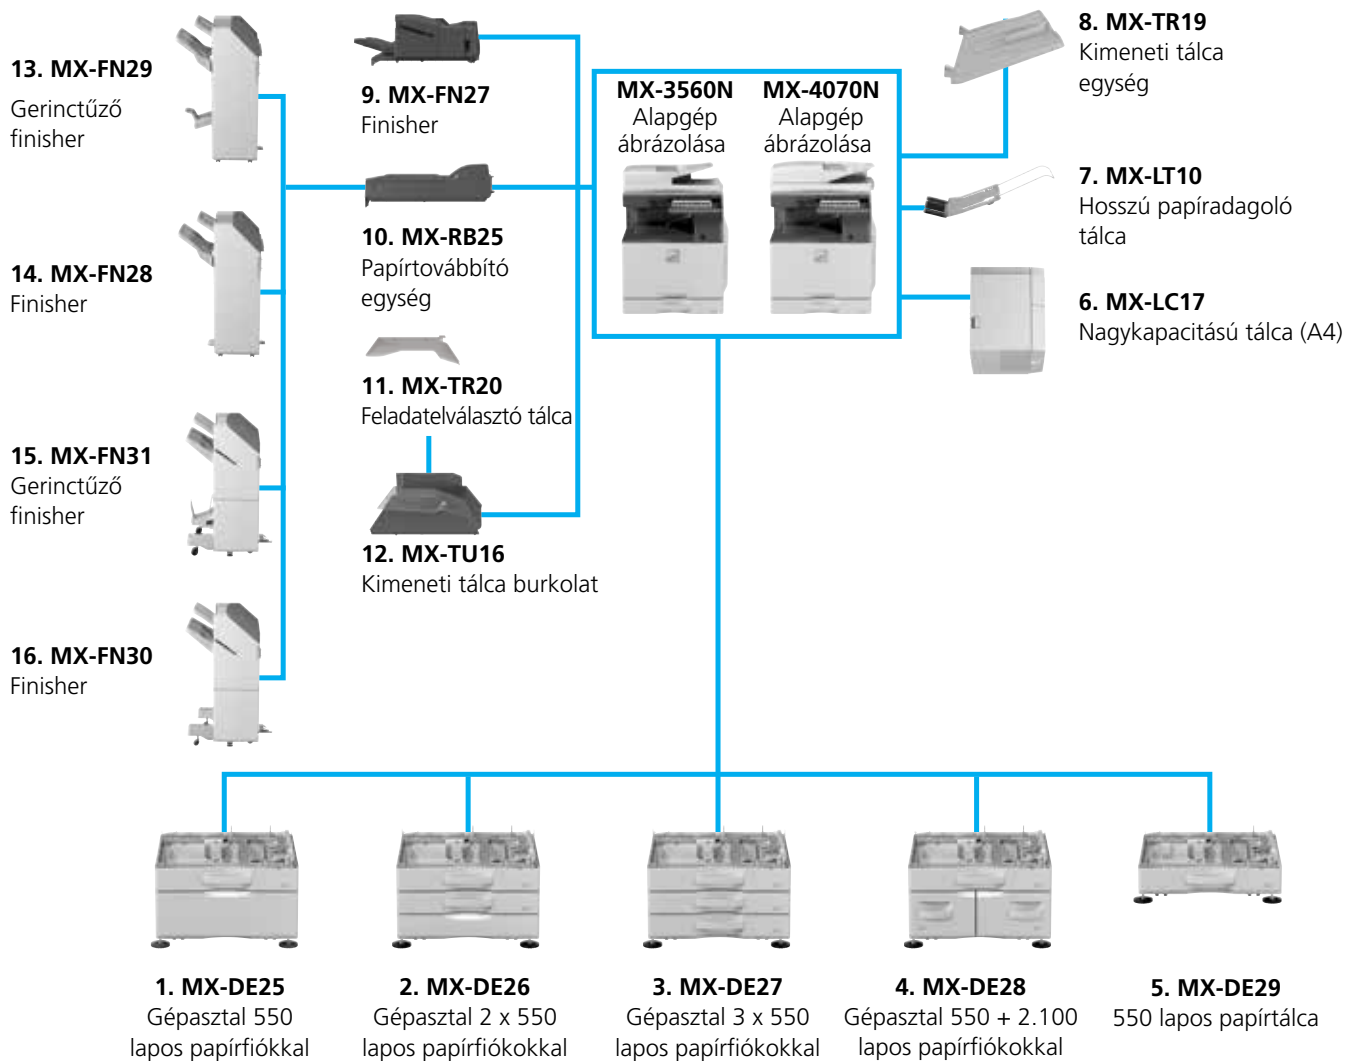 13. MX-FN29
Gerinctűző
finisher
14. MX-FN28
Finisher
15. MX-FN31
Gerinctűző
finisher
16. MX-FN30
Finisher
9. MX-FN27
Finisher
10. MX-RB25
Papírtovábbító
egység
11. MX-TR20
Feladatelválasztó tálca
12. MX-TU16
Kimeneti tálca burkolat
MX-3560N
Alapgép
ábrázolása
MX-4070N
Alapgép
ábrázolása
8. MX-TR19
Kimeneti tálca
egység
7. MX-LT10
Hosszú papíradagoló
tálca
6. MX-LC17
Nagykapacitású tálca (A4)
1. MX-DE25
Gépasztal 550
lapos papírfiókkal
2. MX-DE26
Gépasztal 2 x 550
lapos papírfiókokkal
3. MX-DE27
Gépasztal 3 x 550
lapos papírfiókokkal
4. MX-DE28
Gépasztal 550 + 2.100
lapos papírfiókokkal
5. MX-DE29
550 lapos papírtálca